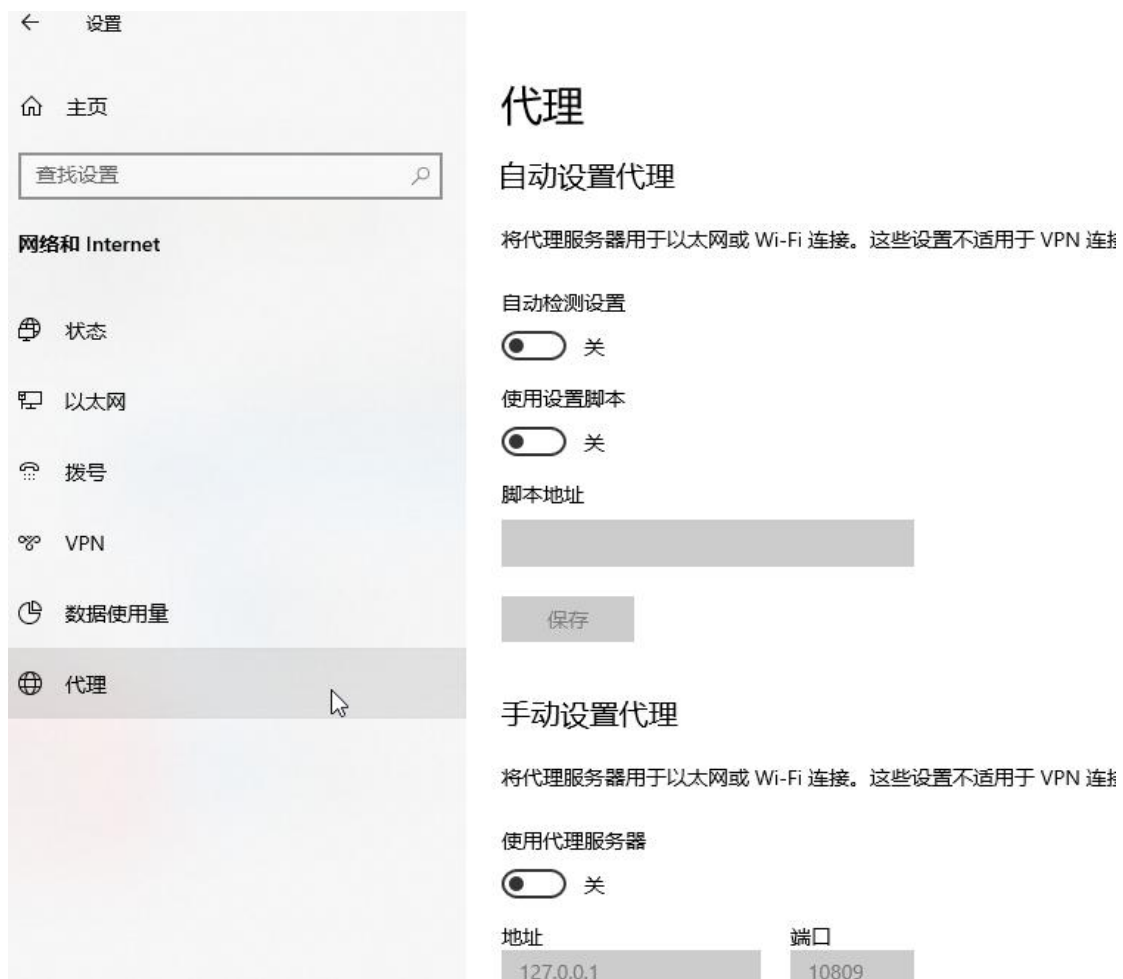 设置
主页
查找设置
网络和 Internet
状态
以太网
拨号
VPN
数据使用量
代理
代理
自动设置代理
将代理服务器用于以太网或 Wi-Fi 连接。这些设置不适用于 VPN 连接
自动检测设置
关
使用设置脚本
关
脚本地址
保存
手动设置代理
将代理服务器用于以太网或 Wi-Fi 连接。这些设置不适用于 VPN 连接
使用代理服务器
关
地址 端口
127.0.0.1 10809